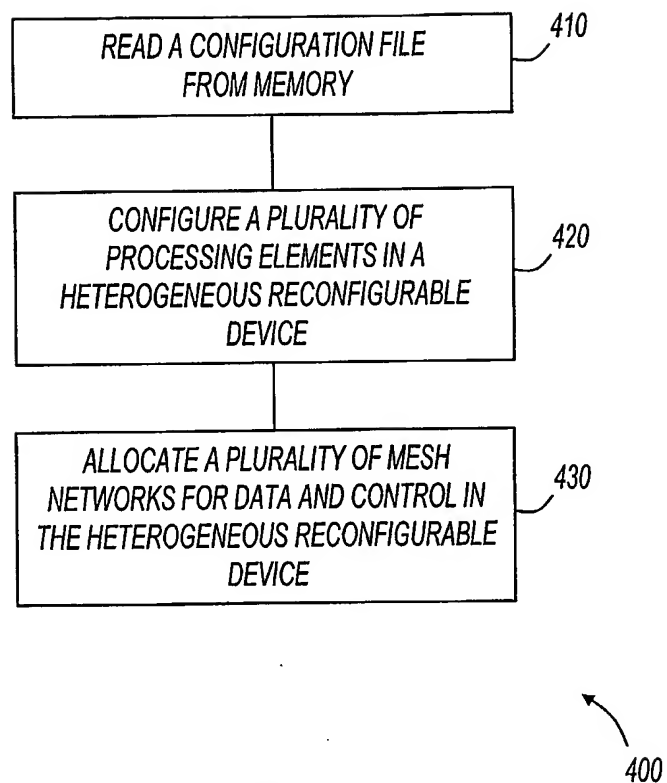 READ A CONFIGURATION FILE
FROM MEMORY
410
CONFIGURE A PLURALITY OF
PROCESSING ELEMENTS IN A
HETEROGENEOUS RECONFIGURABLE
DEVICE
420
ALLOCATE A PLURALITY OF MESH
NETWORKS FOR DATA AND CONTROL IN
THE HETEROGENEOUS RECONFIGURABLE
DEVICE
430
400